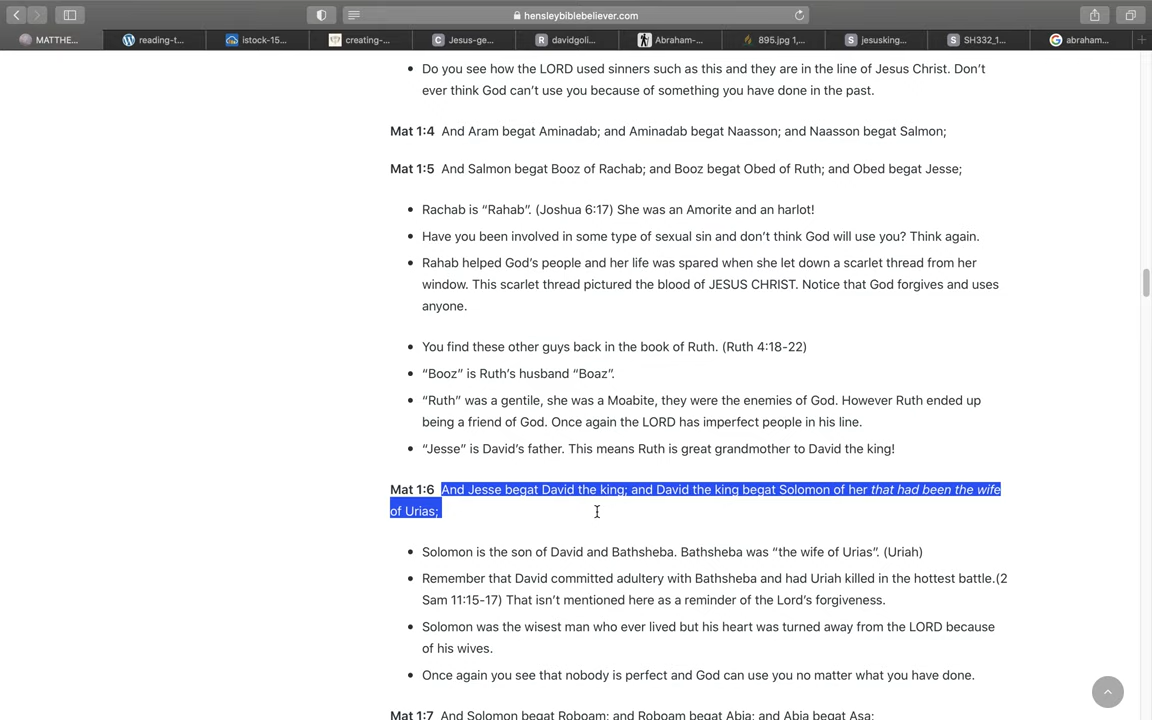 hensleybiblebeliever.com
MATTHE...
reading-t...
istock-15...
creating-...
Jesus-ge...
davidgoli...
Abraham-...
895.jpg 1,...
jesusking...
SH332_1...
abraham...
Do you see how the LORD used sinners such as this and they are in the line of Jesus Christ. Don't
ever think God can't use you because of something you have done in the past.
Mat 1:4 And Aram begat Aminadab; and Aminadab begat Naasson; and Naasson begat Salmon;
Mat 1:5 And Salmon begat Booz of Rachab; and Booz begat Obed of Ruth; and Obed begat Jesse;
Rachab is “Rahab”. (Joshua 6:17) She was an Amorite and an harlot!
Have you been involved in some type of sexual sin and don't think God will use you? Think again.
Rahab helped God's people and her life was spared when she let down a scarlet thread from her
window. This scarlet thread pictured the blood of JESUS CHRIST. Notice that God forgives and uses
anyone.
You find these other guys back in the book of Ruth. (Ruth 4:18-22)
“Booz” is Ruth's husband “Boaz”.
“Ruth” was a gentile, she was a Moabite, they were the enemies of God. However Ruth ended up
being a friend of God. Once again the LORD has imperfect people in his line.
“Jesse” is David's father. This means Ruth is great grandmother to David the king!
Mat 1:6 And Jesse begat David the king; and David the king begat Solomon of her that had been the wife
of Urias;
Solomon is the son of David and Bathsheba. Bathsheba was “the wife of Urias”. (Uriah)
Remember that David committed adultery with Bathsheba and had Uriah killed in the hottest battle.(2
Sam 11:15-17) That isn't mentioned here as a reminder of the Lord's forgiveness.
Solomon was the wisest man who ever lived but his heart was turned away from the LORD because
of his wives.
Once again you see that nobody is perfect and God can use you no matter what you have done.
Mat 1:7 And Solomon begat Roboam; and Roboam begat Abia; and Abia begat Asa;